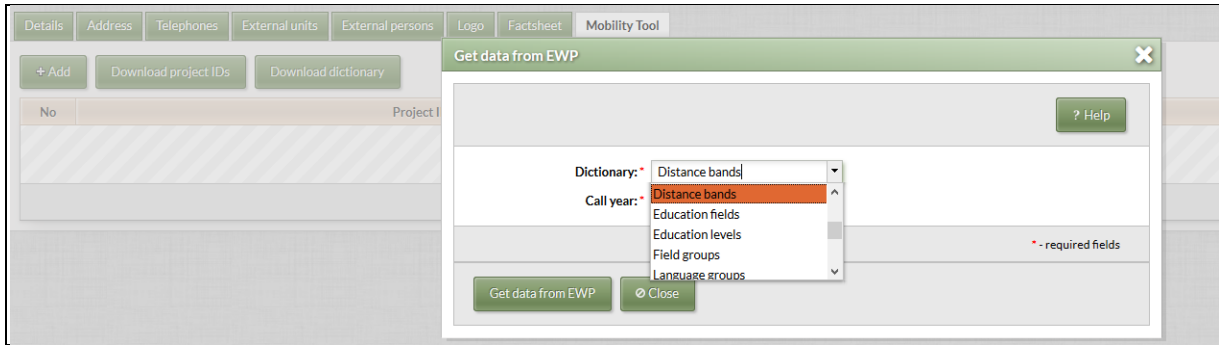 Details Address Telephones External units External persons Logo Factsheet Mobility Tool
Get data from EWP
+ Add Download project IDs Download dictionary
No Project I
? Help
Dictionary:* Distance bands
Call year:* Distance bands
Education fields
Education levels
Field groups
Language groups
* - required fields
Get data from EWP Close